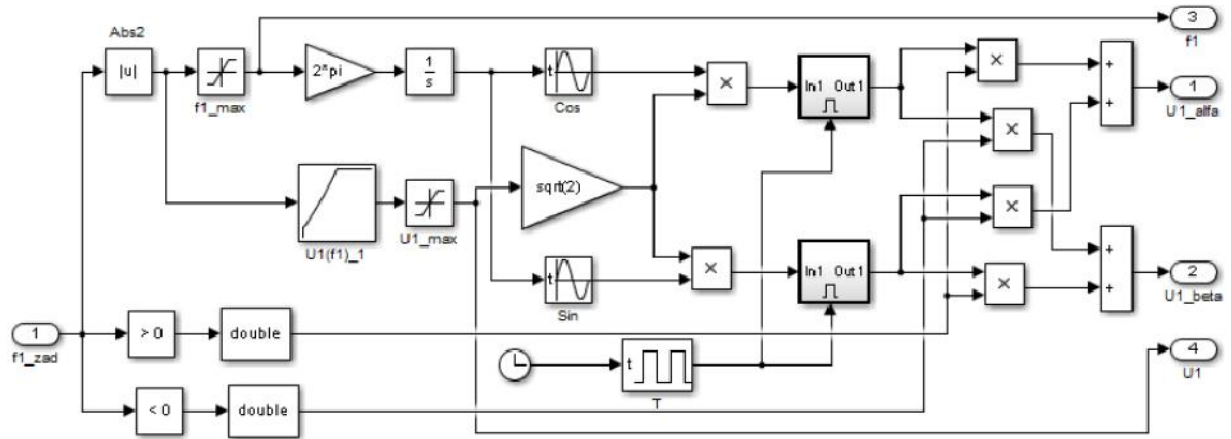 3
f1
Abs2
|u|
f1_max
2*pi
1
s
t
Cos
×
In1 Out1
×
+
+
1
U1_alfa
×
U1(f1)_1
U1_max
sqrt(2)
×
t
Sin
×
In1 Out1
×
+
+
2
U1_beta
1
f1_zad
> 0
double
t
T
4
U1
< 0
double